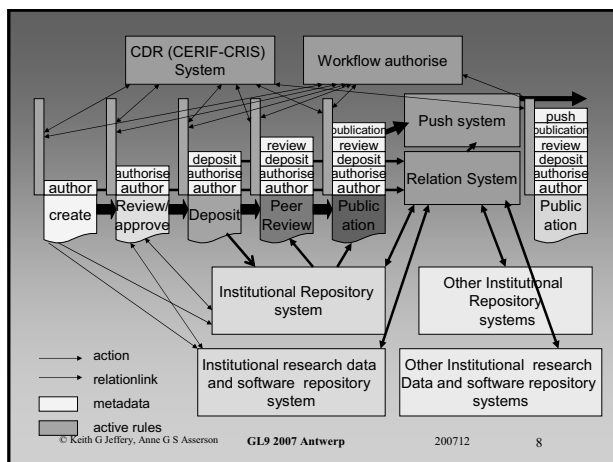 CDR (CERIF-CRIS)
System
Workflow authorise
Push system
Relation System
author
create
authorise
author
Review/
approve
deposit
authorise
author
Deposit
review
deposit
authorise
author
Peer
Review
publication
review
deposit
authorise
author
Public
ation
push
publication
review
deposit
authorise
author
Public
ation
Institutional Repository
system
Other Institutional
Repository
systems
Institutional research data
and software repository
system
Other Institutional research
Data and software repository
systems
action
relationlink
metadata
active rules
© Keith G Jeffery, Anne G S Asserson
GL9 2007 Antwerp
200712
8